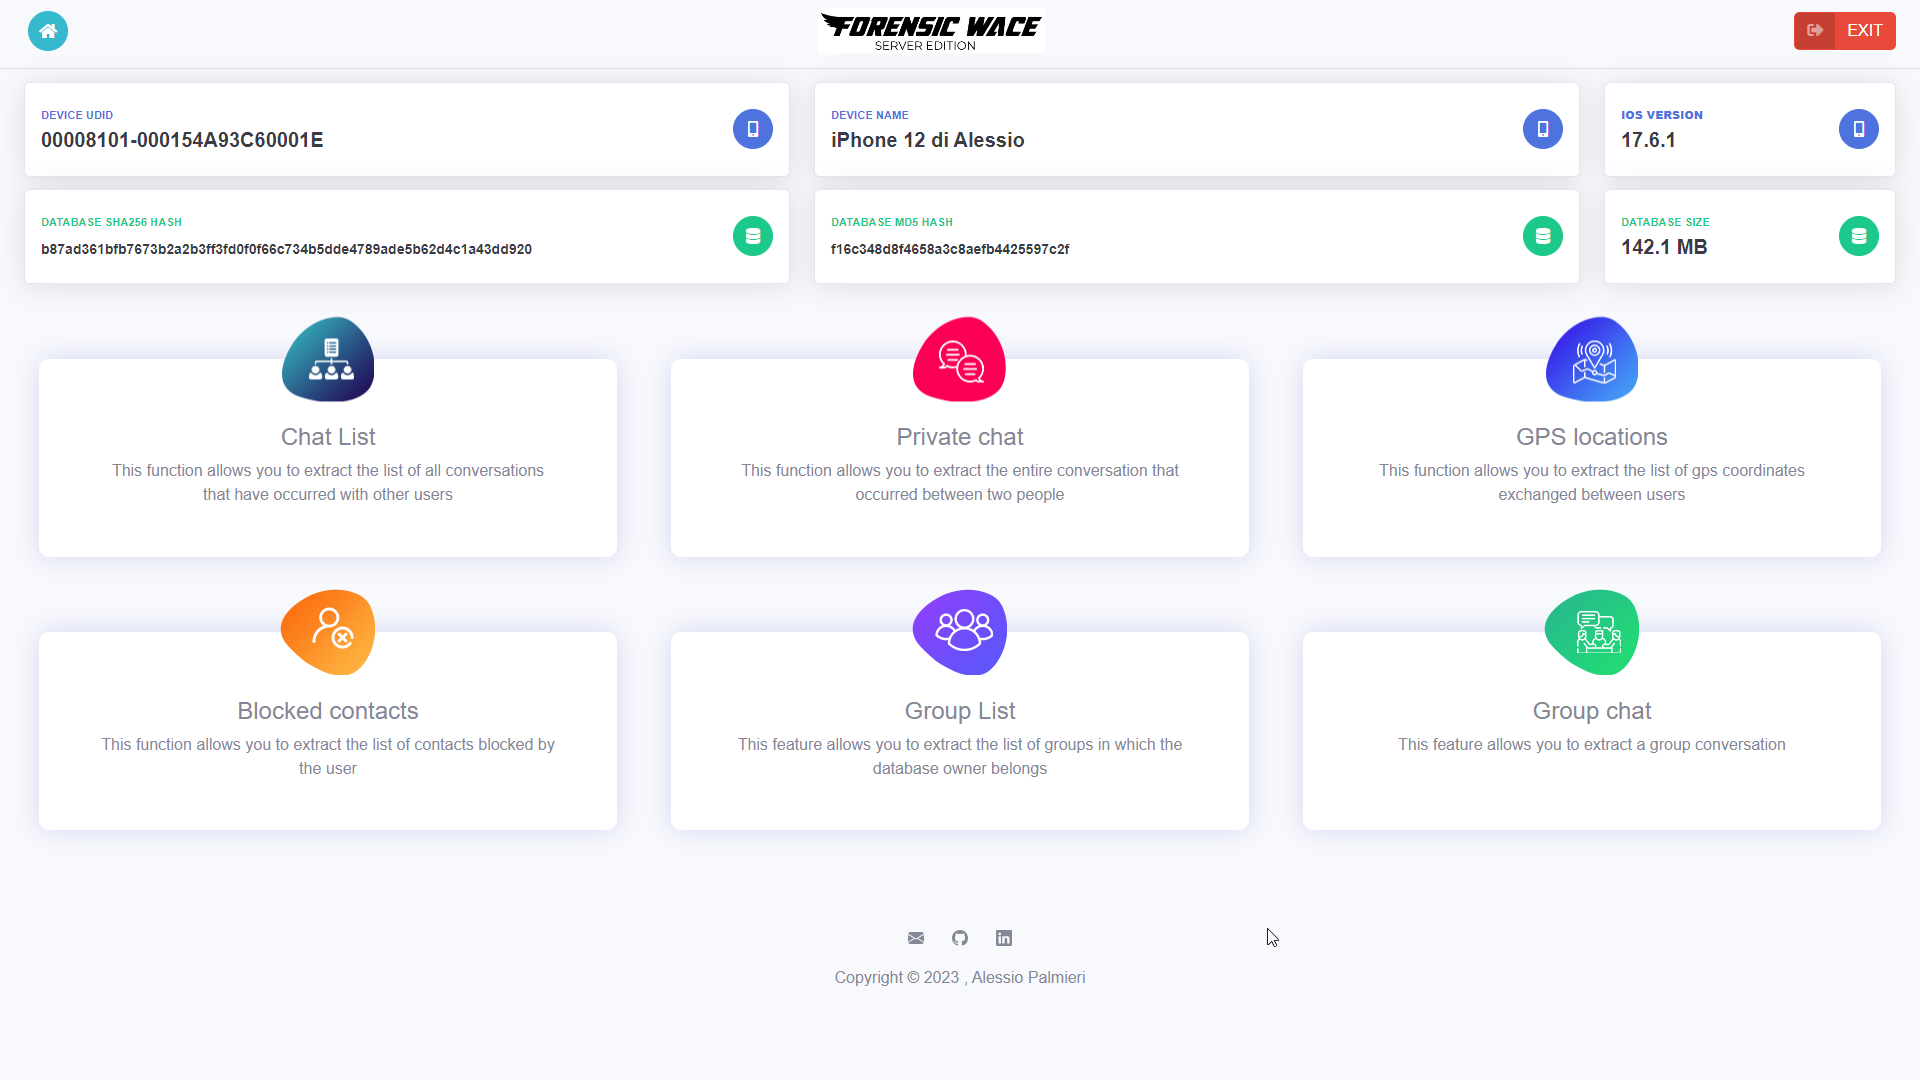 FORENSIC WACE
SERVER EDITION
EXIT
DEVICE UDID
00008101-000154A93C60001E
DEVICE NAME
iPhone 12 di Alessio
IOS VERSION
17.6.1
DATABASE SHA256 HASH
b87ad361bfb7673b2a2b3ff3fd0f0f66c734b5dde4789ade5b62d4c1a43dd920
DATABASE MD5 HASH
f16c348d8f4658a3c8aefb4425597c2f
DATABASE SIZE
142.1 MB
Chat List
This function allows you to extract the list of all conversations
that have occurred with other users
Private chat
This function allows you to extract the entire conversation that
occurred between two people
GPS locations
This function allows you to extract the list of gps coordinates
exchanged between users
Blocked contacts
This function allows you to extract the list of contacts blocked by
the user
Group List
This feature allows you to extract the list of groups in which the
database owner belongs
Group chat
This feature allows you to extract a group conversation
Copyright © 2023 , Alessio Palmieri